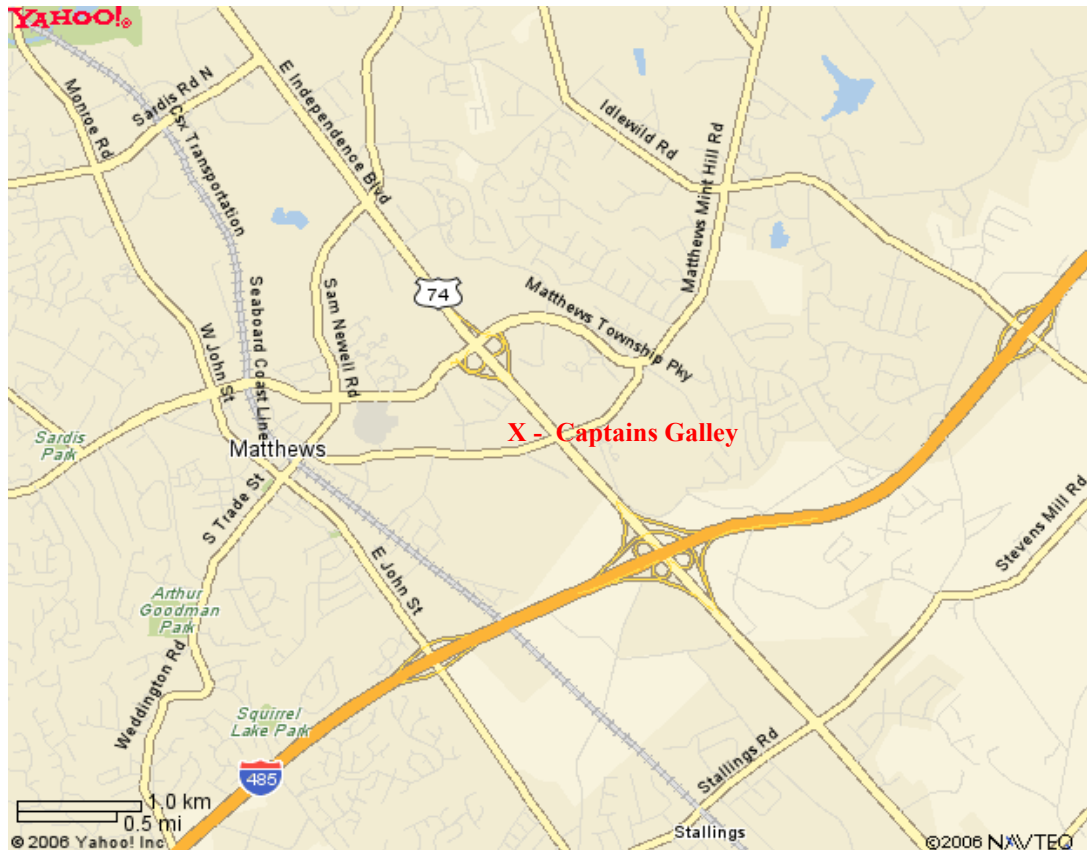 YAHOO!®
Monroe Rd
Sardis Rd N
Csx Transportation
E Independence Blvd
Idlewild Rd
Matthews Mint Hill Rd
74
Matthews Township Pky
Seaboard Coast Line
Sam Newell Rd
W John St
X - Captains Galley
Sardis
Park
Matthews
S Trade St
Stevens Mill Rd
E John St
Arthur
Goodman
Park
Weddington Rd
Squirrel
Lake Park
485
Stallings Rd
1.0 km
0.5 mi
Stallings
© 2006 Yahoo! Inc
©2006 NAVTEQ